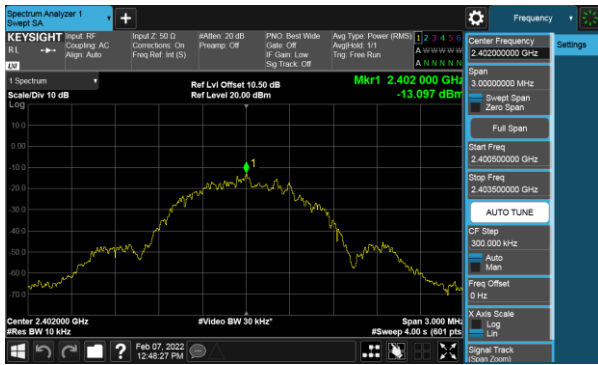 Spectrum Analyzer 1
Swept SA
+
Frequency
KEYSIGHT
RL
Input: RF
Coupling: AC
Align: Auto
Input Z: 50 Ω
Corrections: On
Freq Ref: Int (S)
#Atten: 20 dB
Preamp: Off
PNO: Best Wide
Gate: Off
IF Gain: Low
Sig Track: Off
Avg Type: Power (RMS)
Avg|Hold: 1/1
Trig: Free Run
1 2 3 4 5 6
A W W W W W
A N N N N N
LXI
1 Spectrum
Scale/Div 10 dB
Ref Lvl Offset 10.50 dB
Ref Level 20.00 dBm
Mkr1 2.402 000 GHz
-13.097 dBm
Log
10.0
0.00
-10.0
-20.0
-30.0
-40.0
-50.0
-60.0
-70.0
1
Center 2.402000 GHz
#Res BW 10 kHz
#Video BW 30 kHz*
Span 3.000 MHz
#Sweep 4.00 s (601 pts
Feb 07, 2022
12:48:27 PM
?
Center Frequency
2.402000000 GHz
Settings
Span
3.00000000 MHz
Swept Span
Zero Span
Full Span
Start Freq
2.400500000 GHz
Stop Freq
2.403500000 GHz
AUTO TUNE
CF Step
300.000 kHz
Auto
Man
Freq Offset
0 Hz
X Axis Scale
Log
Lin
Signal Track
(Span Zoom)